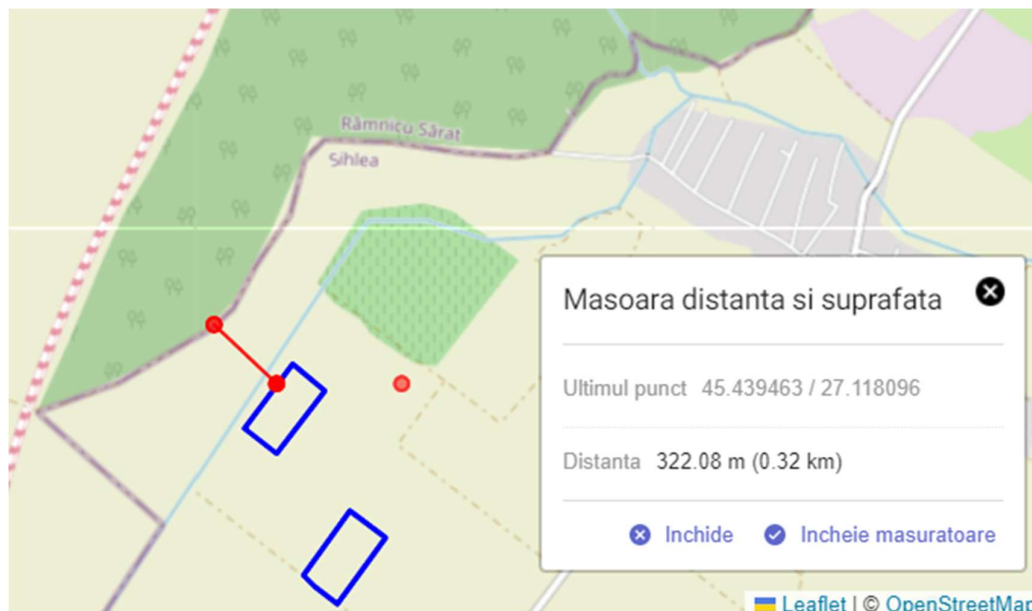 Râmnicu Sărat
Sihlea
Masoara distanta si suprafata
Ultimul punct 45.439463 / 27.118096
Distanta 322.08 m (0.32 km)
Inchide Incheie masuratoare
Leaflet | © OpenStreetMap